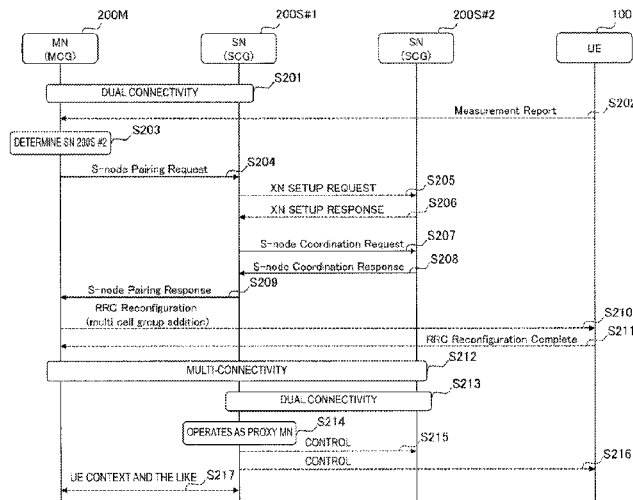 200M
200S#1
200S#2
100
MN
(MCG)
SN
(SCG)
SN
(SCG)
UE
S201
DUAL CONNECTIVITY
S202
Measurement Report
S203
DETERMINE SN 200S #2
S204
S-node Pairing Request
S205
XN SETUP REQUEST
S206
XN SETUP RESPONSE
S207
S-node Coordination Request
S208
S-node Coordination Response
S209
S-node Pairing Response
RRC Reconfiguration
(multi cell group addition)
S210
S211
RRC Reconfiguration Complete
S212
MULTI-CONNECTIVITY
S213
DUAL CONNECTIVITY
S214
OPERATES AS PROXY MN
S215
CONTROL
S216
CONTROL
S217
UE CONTEXT AND THE LIKE